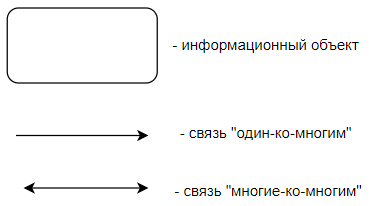 - информационный объект
- связь "один-ко-многим"
- связь "многие-ко-многим"